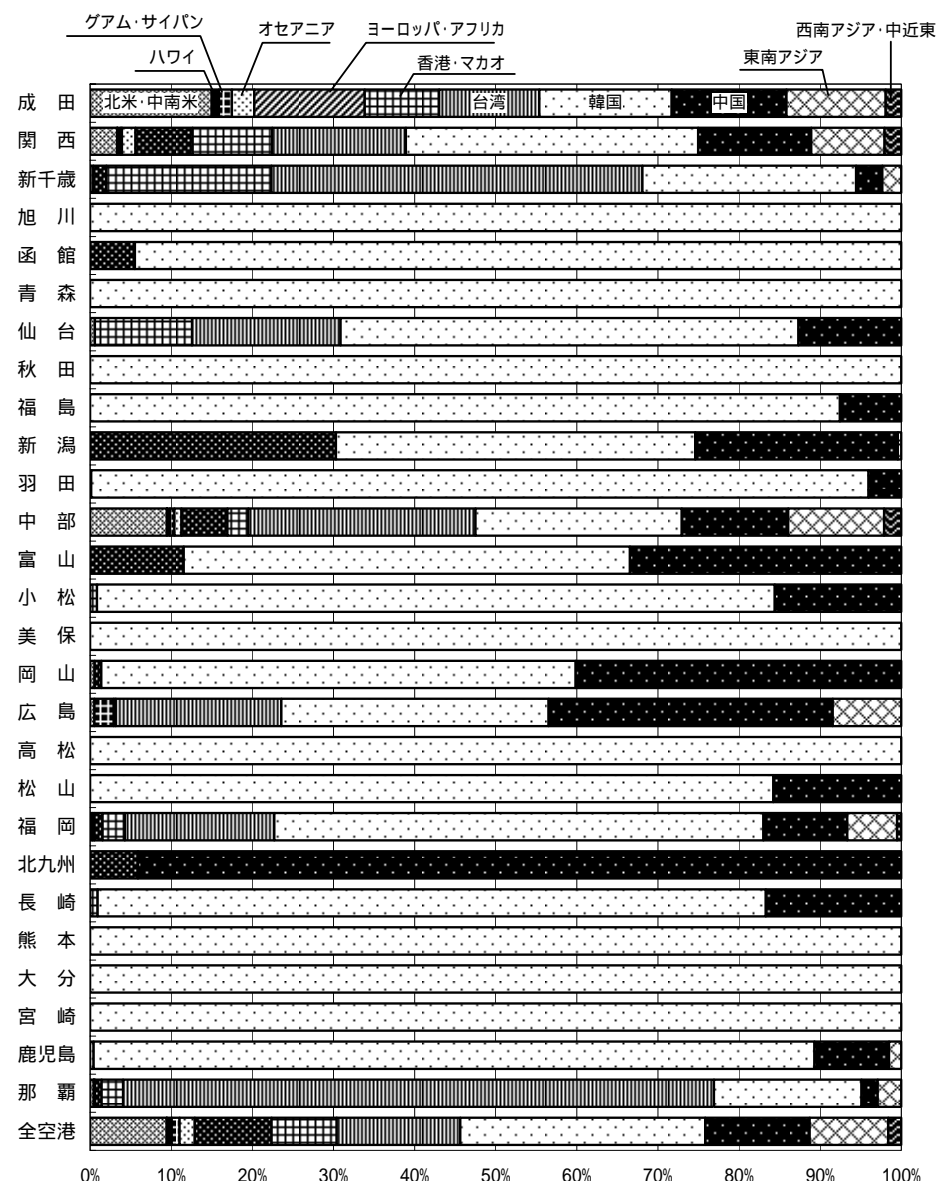 グアム・サイパン
オセアニア
ヨーロッパ・アフリカ
西南アジア・中近東
ハワイ
香港・マカオ
東南アジア
成田 北米・中南米 台湾 韓国 中国
関西
新千歳
旭川
函館
青森
仙台
秋田
福島
新潟
羽田
中部
富山
小松
美保
岡山
広島
高松
松山
福岡
北九州
長崎
熊本
大分
宮崎
鹿児島
那覇
全空港
0% 10% 20% 30% 40% 50% 60% 70% 80% 90% 100%